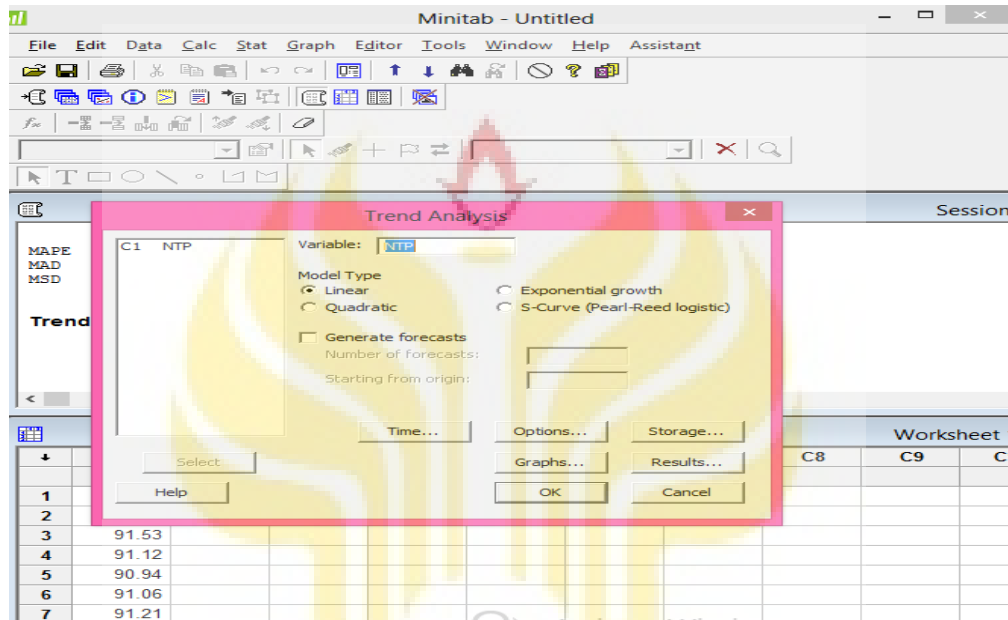 Minitab - Untitled
File Edit Data Calc Stat Graph Editor Tools Window Help Assistant
Session
Trend Analysis
C1 NTP
Variable: NTP
MAPE
MAD
MSD
Model Type
Linear
Exponential growth
Quadratic
S-Curve (Pearl-Reed logistic)
Trend
Generate forecasts
Number of forecasts:
Starting from origin:
Time...
Options...
Storage...
Select
Graphs...
Results...
Help
OK
Cancel
Worksheet
C8 C9 C
1
2
3 91.53
4 91.12
5 90.94
6 91.06
7 91.21